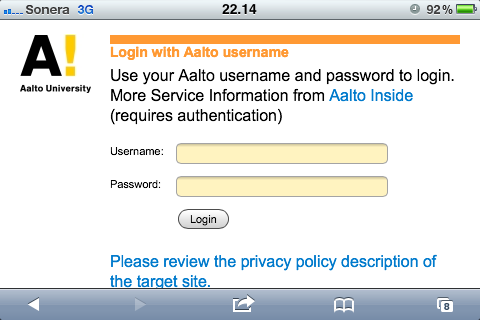 Sonera 3G 22.14 92%
A!
Aalto University
Login with Aalto username
Use your Aalto username and password to login.
More Service Information from Aalto Inside
(requires authentication)
Username:
Password:
Login
Please review the privacy policy description of
the target site.
8